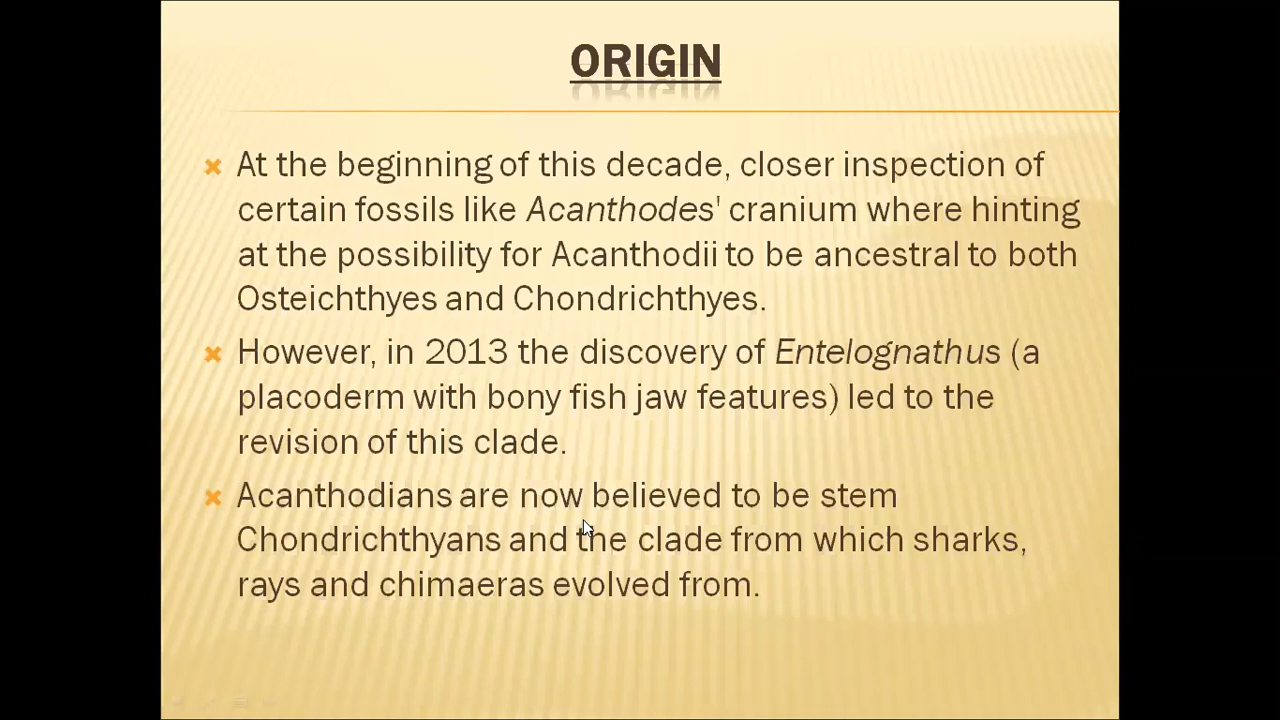 ORIGIN
At the beginning of this decade, closer inspection of
certain fossils like Acanthodes' cranium where hinting
at the possibility for Acanthodii to be ancestral to both
Osteichthyes and Chondrichthyes.
However, in 2013 the discovery of Entelognathus (a
placoderm with bony fish jaw features) led to the
revision of this clade.
Acanthodians are now believed to be stem
Chondrichthyans and the clade from which sharks,
rays and chimaeras evolved from.